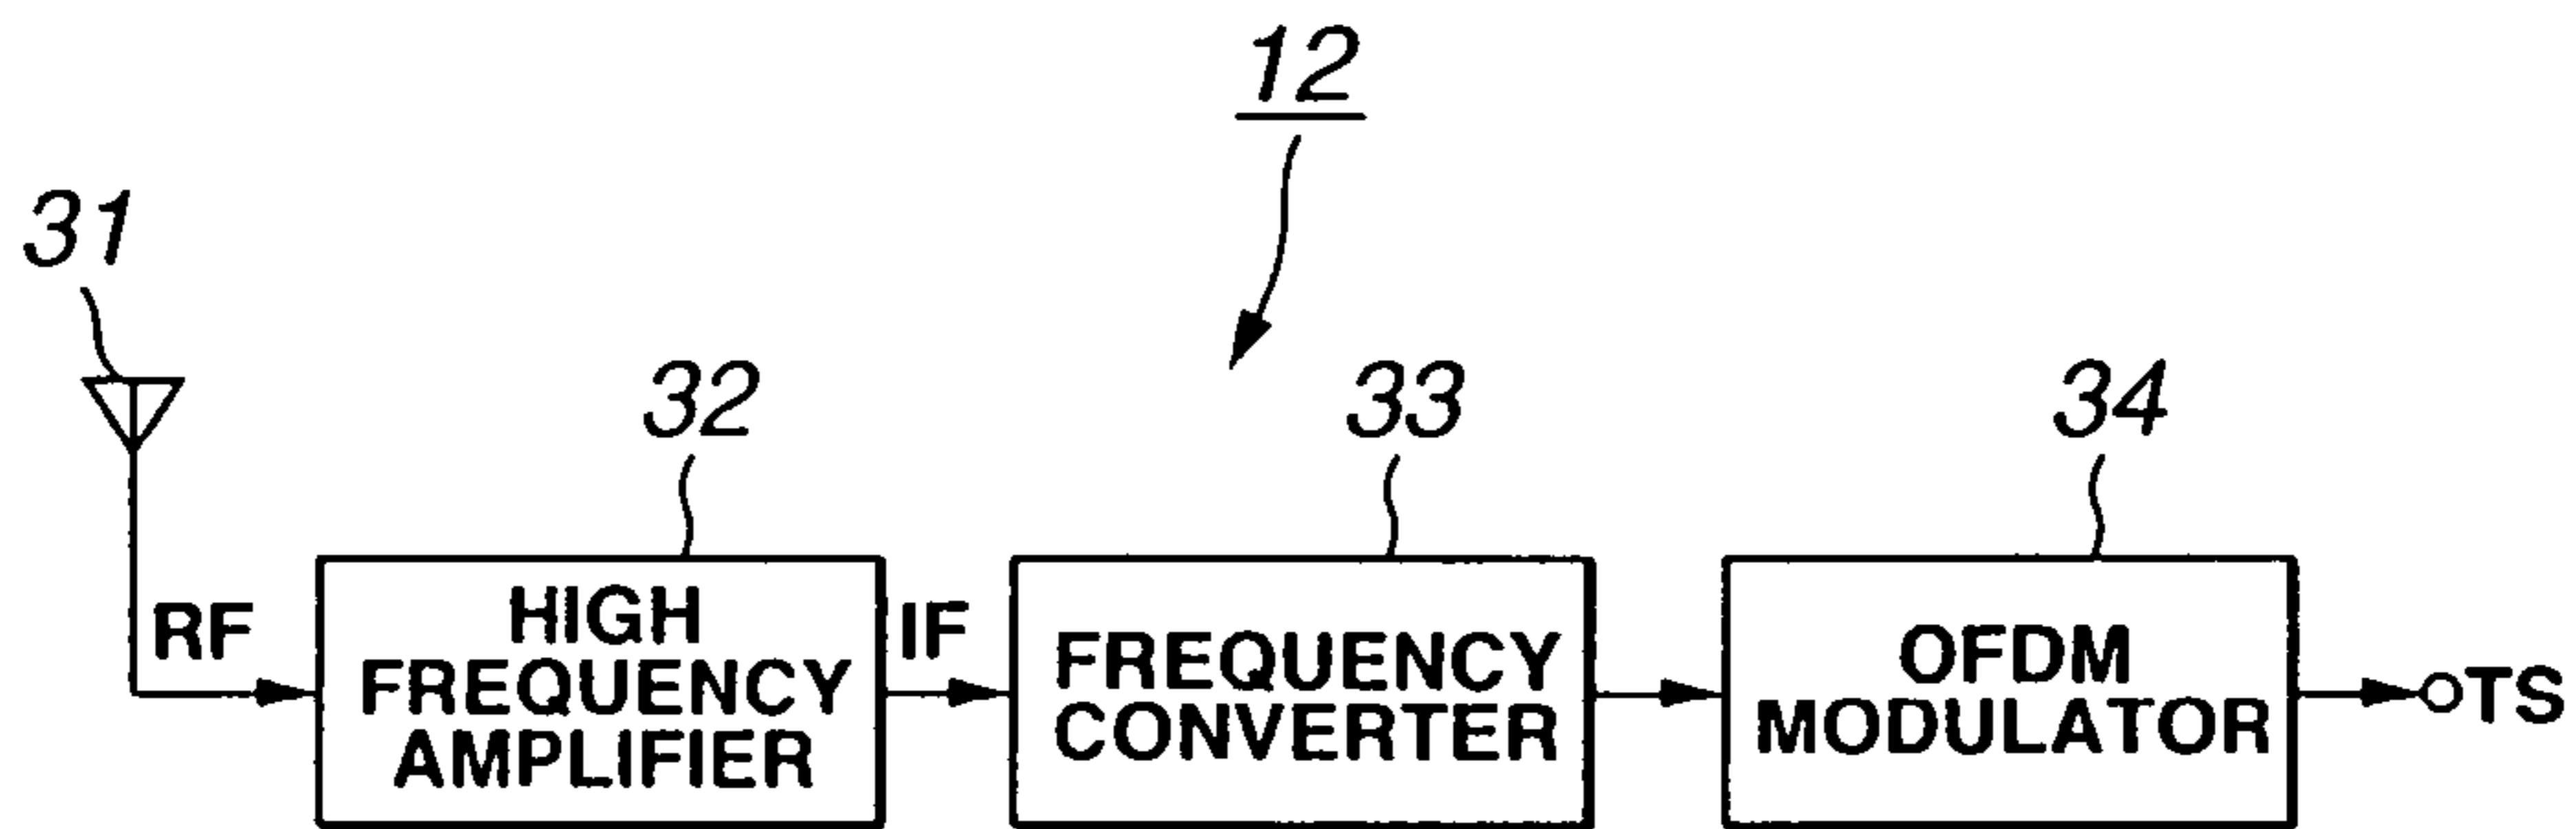 12
31
32
33
34
RF
HIGH
FREQUENCY
AMPLIFIER
IF
FREQUENCY
CONVERTER
OFDM
MODULATOR
TS